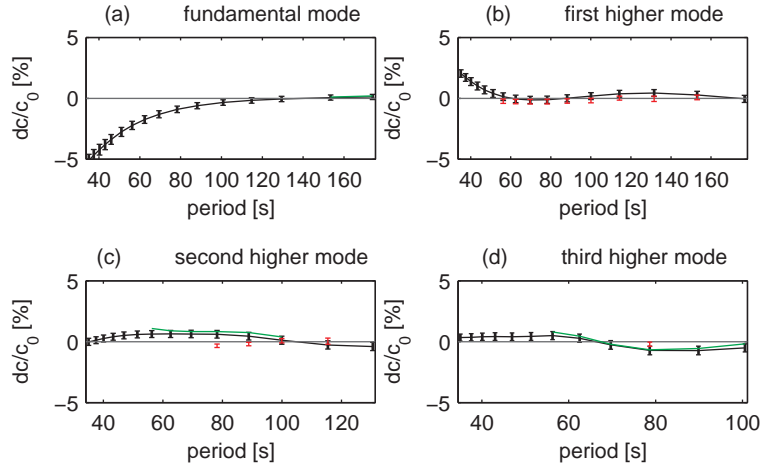 (a) fundamental mode
(b) first higher mode
5
0
−5
dc/c0 [%]
40 60 80 100 120 140 160
period [s]
5
0
−5
dc/c0 [%]
40 60 80 100 120 140 160
period [s]
(c) second higher mode
(d) third higher mode
5
0
−5
dc/c0 [%]
40 60 80 100 120
period [s]
5
0
−5
dc/c0 [%]
40 60 80 100
period [s]